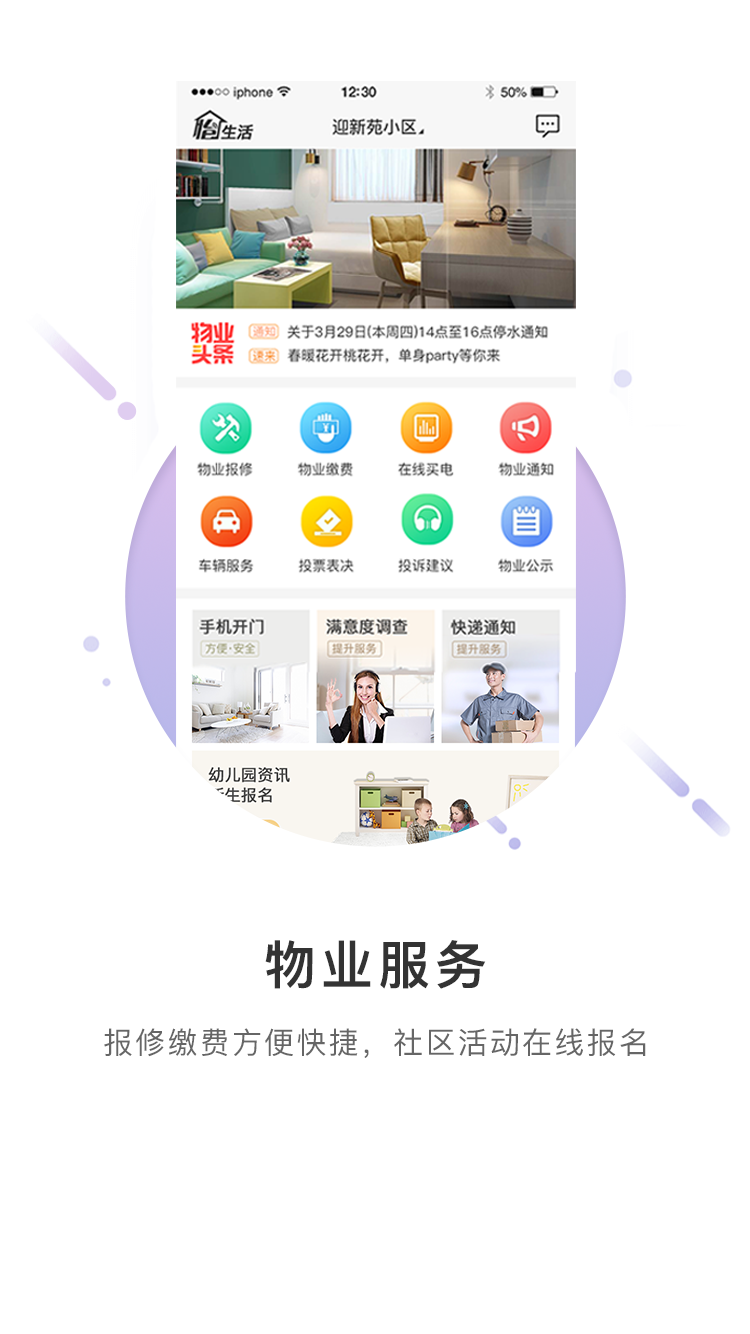 iphone 12:30 50%
怡生活 迎新苑小区
物业头条
通知 关于3月29日(本周四)14点至16点停水通知
速来 春暖花开桃花开，单身party等你来
物业报修 物业缴费 在线买电 物业通知
车辆服务 投票表决 投诉建议 物业公示
手机开门 满意度调查 快递通知
方便·安全 提升服务 提升服务
幼儿园资讯
生报名
物业服务
报修缴费方便快捷，社区活动在线报名